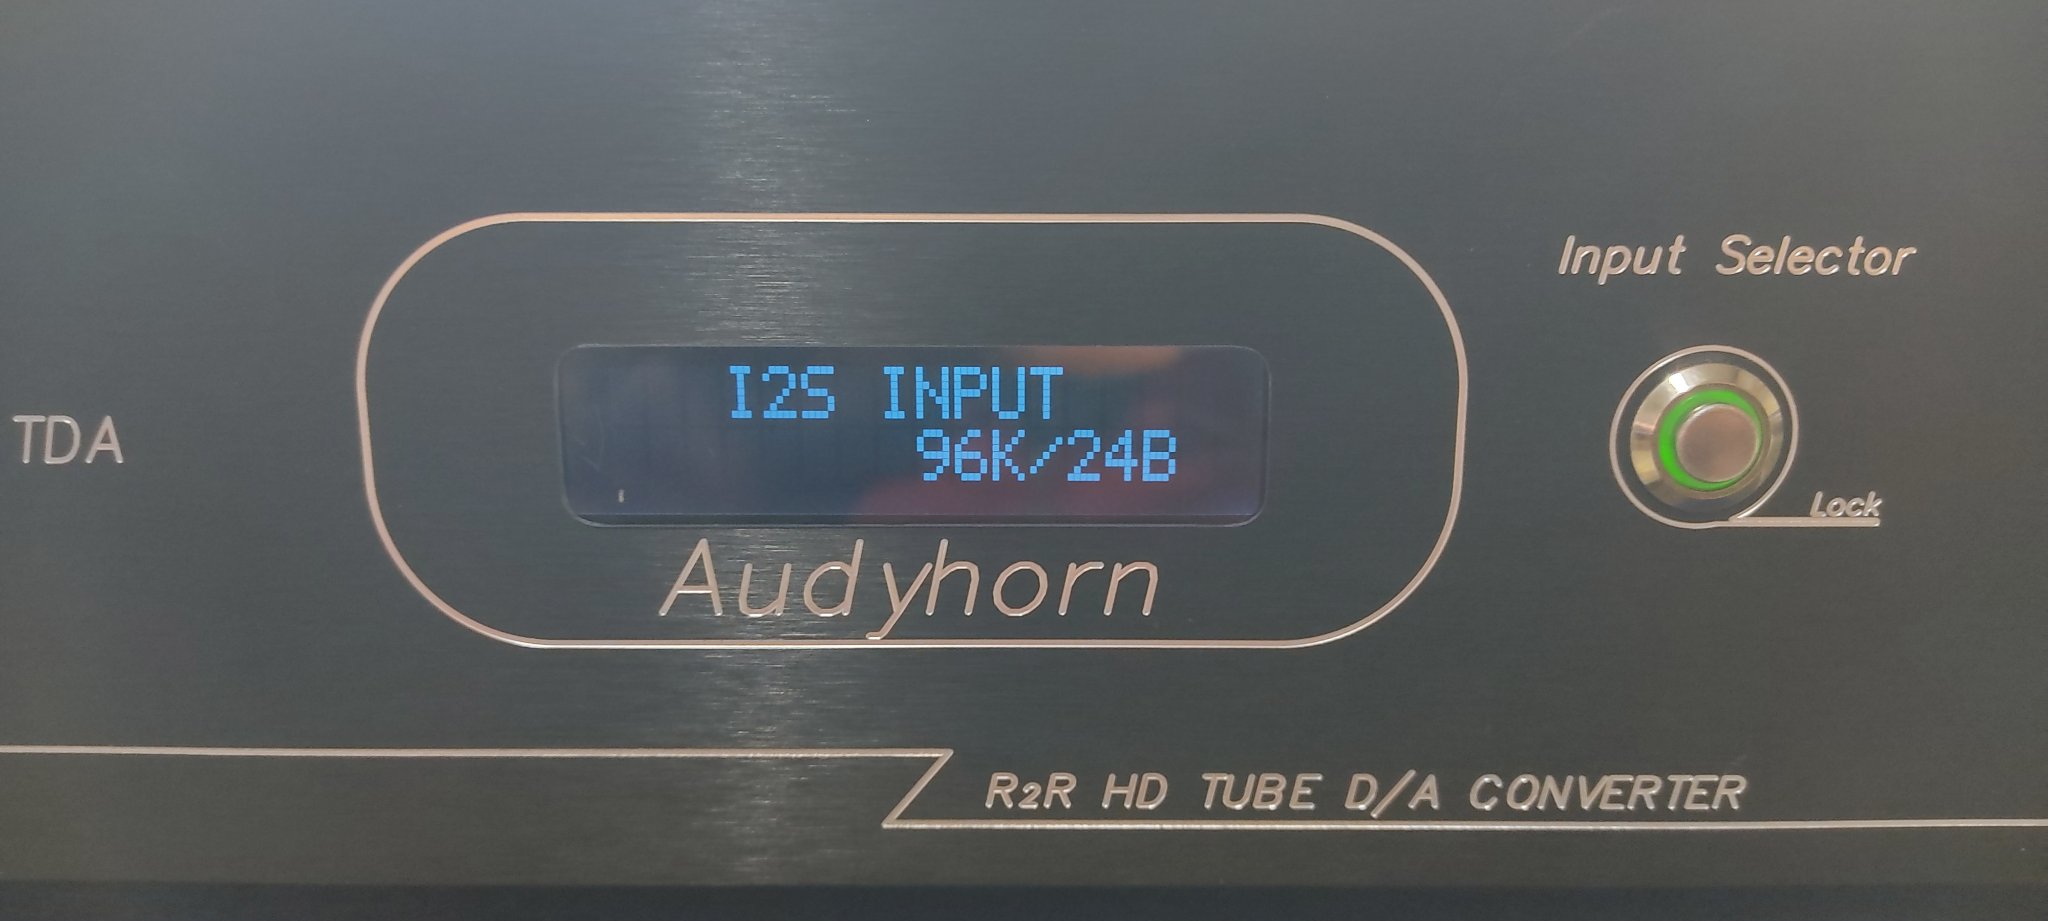 TDA
I2S INPUT
96K/24B
Audyhorn
Input Selector
Lock
R2R HD TUBE D/A CONVERTER